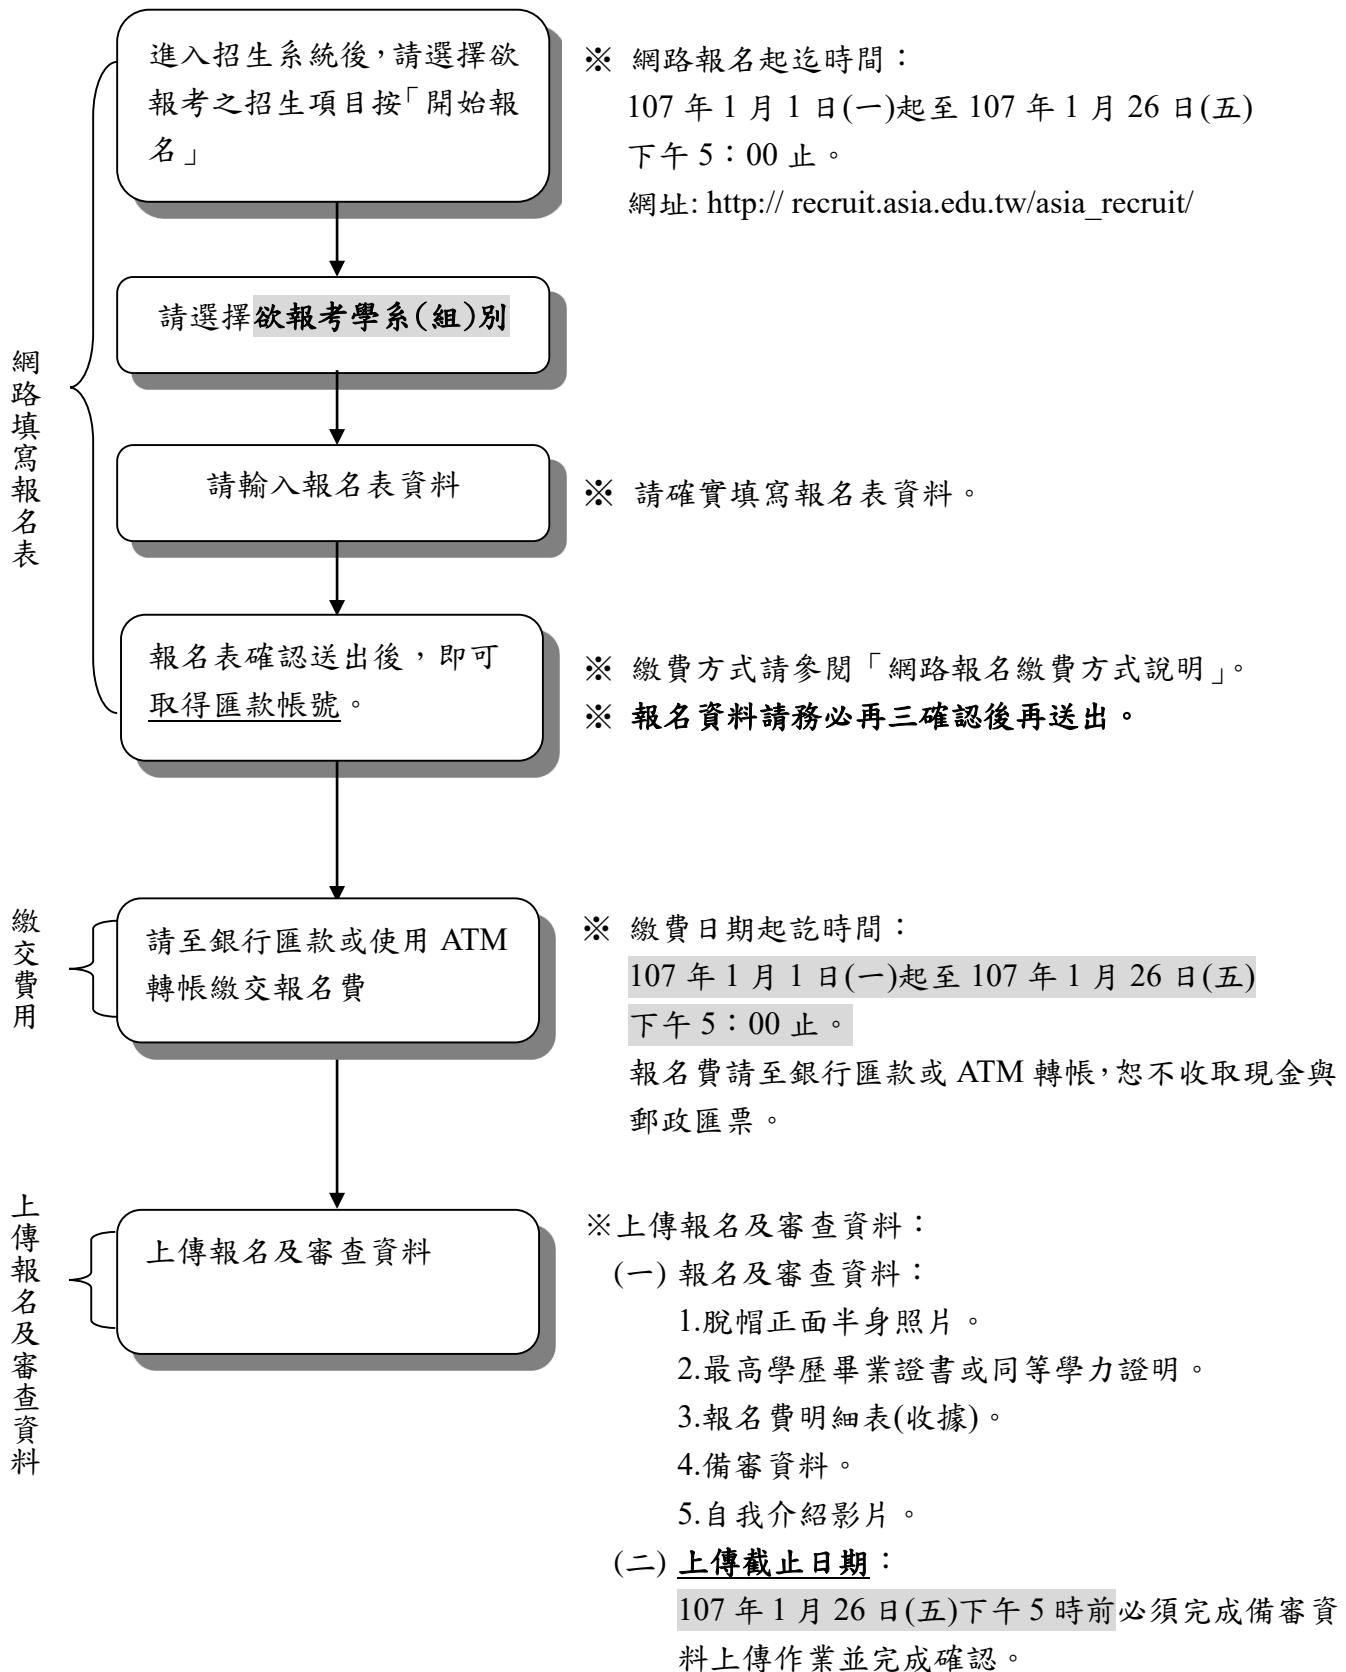 進入招生系統後，請選擇欲
報考之招生項目按「開始報
名」
※ 網路報名起迄時間：
107 年 1 月 1 日(一)起至 107 年 1 月 26 日(五)
下午 5：00 止。
網址: http:// recruit.asia.edu.tw/asia_recruit/
請選擇欲報考學系(組)別
網路填寫報名表
請輸入報名表資料
※ 請確實填寫報名表資料。
報名表確認送出後，即可
取得匯款帳號。
※ 繳費方式請參閱「網路報名繳費方式說明」。
※ 報名資料請務必再三確認後再送出。
繳交費用
請至銀行匯款或使用 ATM
轉帳繳交報名費
※ 繳費日期起訖時間：
107 年 1 月 1 日(一)起至 107 年 1 月 26 日(五)
下午 5：00 止。
報名費請至銀行匯款或 ATM 轉帳，恕不收取現金與
郵政匯票。
上傳報名及審查資料
上傳報名及審查資料
※上傳報名及審查資料：
(一) 報名及審查資料：
1.脫帽正面半身照片。
2.最高學歷畢業證書或同等學力證明。
3.報名費明細表(收據)。
4.備審資料。
5.自我介紹影片。
(二) 上傳截止日期：
107 年 1 月 26 日(五)下午 5 時前必須完成備審資
料上傳作業並完成確認。